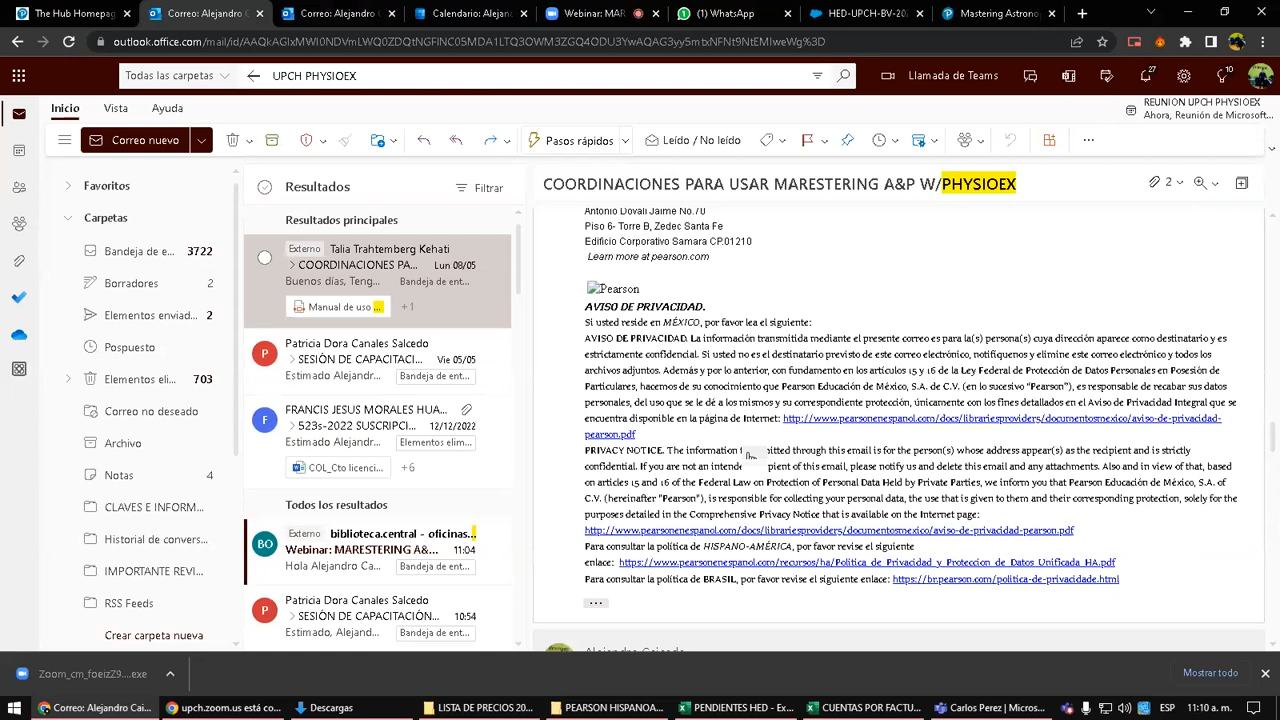 The Hub Homepage
Correo: Alejandro Ca
Correo: Alejandro Cai
Calendario: Alejandro
Webinar: MAR
(1) WhatsApp
HED-UPCH-BV-20
Mastering Astronom
outlook.office.com/mail/id/
Todas las carpetas
UPCH PHYSIOEX
Llamada de Teams
27
10
Inicio
Vista
Ayuda
REUNION UPCH PHYSIOEX
Ahora, Reunión de Microsoft...
Correo nuevo
Pasos rápidos
Leído / No leído
Favoritos
Carpetas
Bandeja de e... 3722
Borradores 2
Elementos enviad... 2
Pospuesto
Elementos eli... 703
Correo no deseado
Archivo
Notas 4
CLAVES E INFORM...
Historial de convers...
IMPORTANTE REVI...
RSS Feeds
Crear carpeta nueva
Resultados
Filtrar
Resultados principales
Externo Talia Trahtemberg Kehati
COORDINACIONES PA... Lun 08/05
Buenos días, Teng... Bandeja de ent...
Manual de uso ... +1
P
Patricia Dora Canales Salcedo
SESIÓN DE CAPACITACI... Vie 05/05
Estimado Alejandr... Bandeja de ent...
F
FRANCIS JESUS MORALES HUA...
523s-2022 SUSCRIPCI... 12/12/2022
Estimado Alejandr... Elementos elim...
COL_Cto licenci... +6
Todos los resultados
BO
Externo biblioteca.central - oficinas...
Webinar: MARESTERING A&... 11:04
Hola Alejandro Ca... Bandeja de ent...
P
Patricia Dora Canales Salcedo
SESIÓN DE CAPACITACIÓN... 10:54
Estimado, Alejandr... Bandeja de ent...
COORDINACIONES PARA USAR MARESTERING A&P W/PHYSIOEX
2
Antonio Dovali Jaime No.70
Piso 6- Torre B, Zedec Santa Fe
Edificio Corporativo Samara CP.01210
Learn more at pearson.com
Pearson
AVISO DE PRIVACIDAD.
Si usted reside en MÉXICO, por favor lea el siguiente:
AVISO DE PRIVACIDAD. La información transmitida mediante el presente correo es para la(s) persona(s) cuya dirección aparece como destinatario y es
estrictamente confidencial. Si usted no es el destinatario previsto de este correo electrónico, notifíquenos y elimine este correo electrónico y todos los
archivos adjuntos. Además y por lo anterior, con fundamento en los artículos 15 y 16 de la Ley Federal de Protección de Datos Personales en Posesión de
Particulares, hacemos de su conocimiento que Pearson Educación de México, S.A. de C.V. (en lo sucesivo "Pearson"), es responsable de recabar sus datos
personales, del uso que se le dé a los mismos y su correspondiente protección, únicamente con los fines detallados en el Aviso de Privacidad Integral que se
encuentra disponible en la página de Internet: http://www.pearsonenespanol.com/docs/librariesproviders/documentosmexico/aviso-de-privacidad-
pearson.pdf
PRIVACY NOTICE. The information mitted through this email is for the person(s) whose address appear(s) as the recipient and is strictly
confidential. If you are not an intende ipient of this email, please notify us and delete this email and any attachments. Also and in view of that, based
on articles 15 and 16 of the Federal Law on Protection of Personal Data Held by Private Parties, we inform you that Pearson Educación de México, S.A. of
C.V. (hereinafter "Pearson"), is responsible for collecting your personal data, the use that is given to them and their corresponding protection, solely for the
purposes detailed in the Comprehensive Privacy Notice that is available on the Internet page:
http://www.pearsonenespanol.com/docs/librariesproviders/documentosmexico/aviso-de-privacidad-pearson.pdf
Para consultar la política de HISPANO-AMÉRICA, por favor revise el siguiente
enlace: https://www.pearsonenespanol.com/recursos/ha/Politica_y_Privacidad_y_Proteccion_de_Datos_Unificada_HA.pdf
Para consultar la política de BRASIL, por favor revise el siguiente enlace: https://br.pearson.com/politica-de-privacidade.html
...
Zoom_cm_foeizZ9....exe
Mostrar todo
Correo: Alejandro Cai...
upch.zoom.us está co...
Descargas
LISTA DE PRECIOS 20...
PEARSON HISPANOA...
PENDIENTES HED - Ex...
CUENTAS POR FACTU...
Carlos Perez | Micros...
ESP
11:10 a. m.